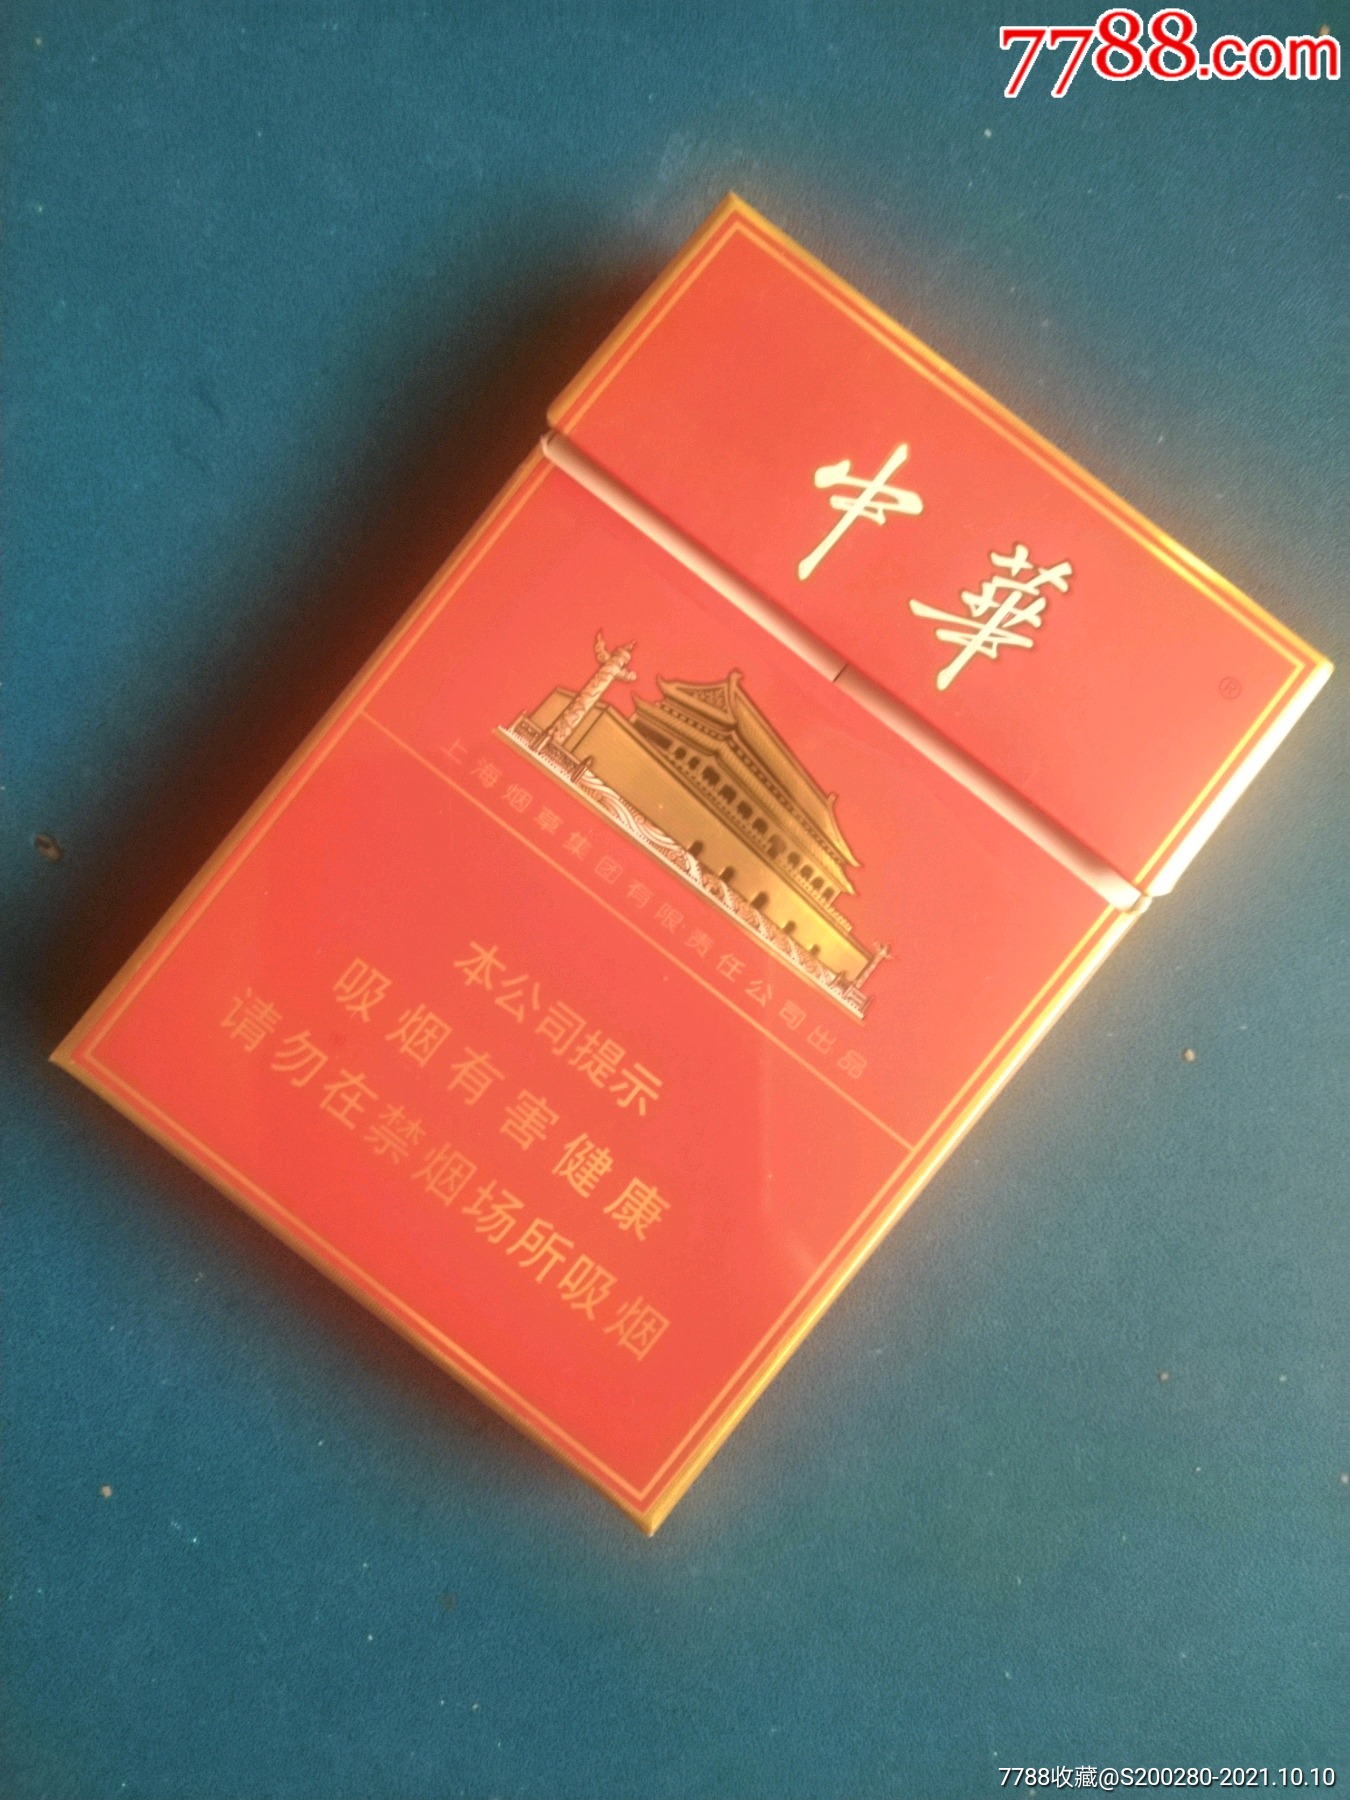 7788.com
中華
®
上海烟草集团有限责任公司出品
本公司提示
吸烟有害健康
请勿在禁烟场所吸烟
7788收藏@S200280-2021.10.10